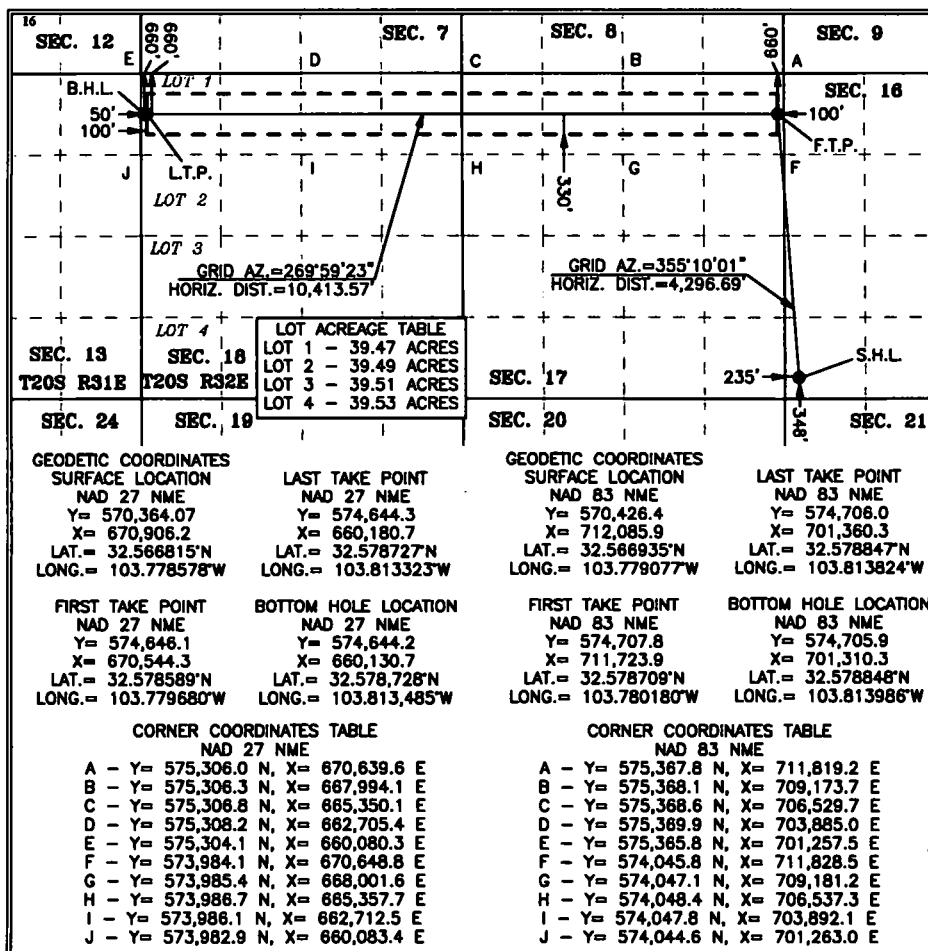 16
SEC. 12
SEC. 7
SEC. 8
SEC. 9
E
660'
660'
D
C
B
660'
A
LOT 1
B.H.L.
SEC. 16
50'
100'
100'
F.T.P.
J
L.T.P.
I
H
G
F
330'
LOT 2
LOT 3
GRID AZ.=269°59'23"
HORIZ. DIST.=10,413.57'
GRID AZ.=355°10'01"
HORIZ. DIST.=4,296.69'
LOT 4
LOT ACREAGE TABLE
LOT 1 - 39.47 ACRES
LOT 2 - 39.49 ACRES
LOT 3 - 39.51 ACRES
LOT 4 - 39.53 ACRES
SEC. 13
T20S R31E
SEC. 18
T20S R32E
SEC. 17
S.H.L.
235'
348'
SEC. 24
SEC. 19
SEC. 20
SEC. 21
GEODETIC COORDINATES
SURFACE LOCATION
NAD 27 NME
Y= 570,364.07
X= 670,906.2
LAT.= 32.566815°N
LONG.= 103.778578°W
LAST TAKE POINT
NAD 27 NME
Y= 574,644.3
X= 660,180.7
LAT.= 32.578727°N
LONG.= 103.813323°W
GEODETIC COORDINATES
SURFACE LOCATION
NAD 83 NME
Y= 570,426.4
X= 712,085.9
LAT.= 32.566935°N
LONG.= 103.779077°W
LAST TAKE POINT
NAD 83 NME
Y= 574,706.0
X= 701,360.3
LAT.= 32.578847°N
LONG.= 103.813824°W
FIRST TAKE POINT
NAD 27 NME
Y= 574,646.1
X= 670,544.3
LAT.= 32.578589°N
LONG.= 103.779680°W
BOTTOM HOLE LOCATION
NAD 27 NME
Y= 574,644.2
X= 660,130.7
LAT.= 32.578,728°N
LONG.= 103.813,485°W
FIRST TAKE POINT
NAD 83 NME
Y= 574,707.8
X= 711,723.9
LAT.= 32.578709°N
LONG.= 103.780180°W
BOTTOM HOLE LOCATION
NAD 83 NME
Y= 574,705.9
X= 701,310.3
LAT.= 32.578848°N
LONG.= 103.813986°W
CORNER COORDINATES TABLE
NAD 27 NME
A - Y= 575,306.0 N, X= 670,639.6 E
B - Y= 575,306.3 N, X= 667,994.1 E
C - Y= 575,306.8 N, X= 665,350.1 E
D - Y= 575,308.2 N, X= 662,705.4 E
E - Y= 575,304.1 N, X= 660,080.3 E
F - Y= 573,984.1 N, X= 670,648.8 E
G - Y= 573,985.4 N, X= 668,001.6 E
H - Y= 573,986.7 N, X= 665,357.7 E
I - Y= 573,986.1 N, X= 662,712.5 E
J - Y= 573,982.9 N, X= 660,083.4 E
CORNER COORDINATES TABLE
NAD 83 NME
A - Y= 575,367.8 N, X= 711,819.2 E
B - Y= 575,368.1 N, X= 709,173.7 E
C - Y= 575,368.6 N, X= 706,529.7 E
D - Y= 575,369.9 N, X= 703,885.0 E
E - Y= 575,365.8 N, X= 701,257.5 E
F - Y= 574,045.8 N, X= 711,828.5 E
G - Y= 574,047.1 N, X= 709,181.2 E
H - Y= 574,048.4 N, X= 706,537.3 E
I - Y= 574,047.8 N, X= 703,892.1 E
J - Y= 574,044.6 N, X= 701,263.0 E